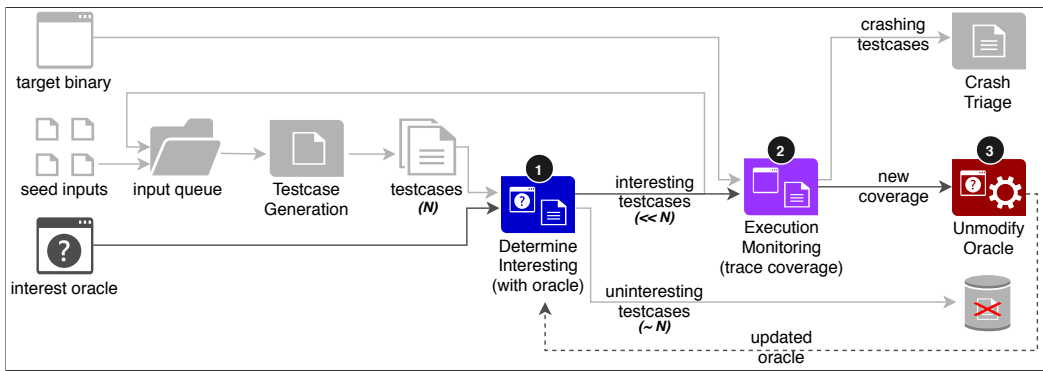 target binary
seed inputs
input queue
Testcase
Generation
testcases
(N)
?
interest oracle
1
?
Determine
Interesting
(with oracle)
interesting
testcases
(<< N)
uninteresting
testcases
(~ N)
2
Execution
Monitoring
(trace coverage)
crashing
testcases
Crash
Triage
new
coverage
3
?
Unmodify
Oracle
updated
oracle